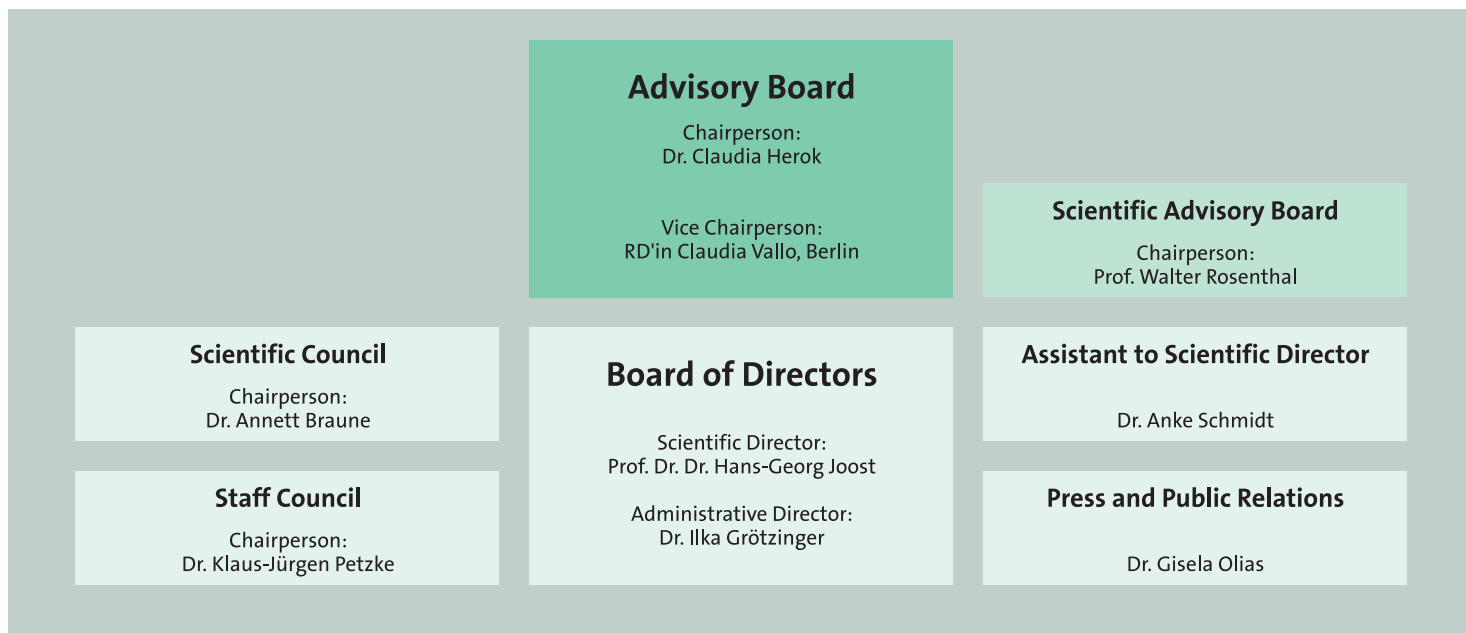 Advisory Board
Chairperson:
Dr. Claudia Herok
Vice Chairperson:
RD'in Claudia Vallo, Berlin
Scientific Advisory Board
Chairperson:
Prof. Walter Rosenthal
Scientific Council
Chairperson:
Dr. Annett Braune
Board of Directors
Scientific Director:
Prof. Dr. Dr. Hans-Georg Joost
Administrative Director:
Dr. Ilka Grötzinger
Assistant to Scientific Director
Dr. Anke Schmidt
Staff Council
Chairperson:
Dr. Klaus-Jürgen Petzke
Press and Public Relations
Dr. Gisela Olias